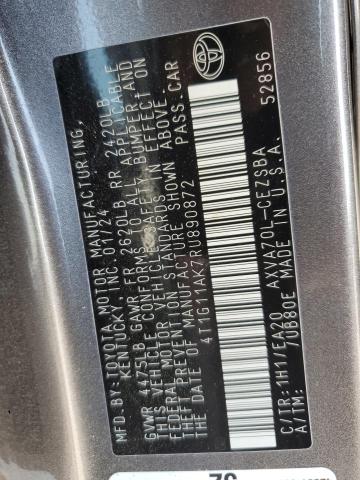 MFD. BY: TOYOTA MOTOR MANUFACTURING,
KENTUCKY, INC. 01/24
GVWR 4475LB GAWR FR. 2620LB RR. 2420LB
THIS VEHICLE CONFORMS TO ALL APPLICABLE
FEDERAL MOTOR VEHICLE SAFETY, BUMPER, AND
THEFT PREVENTION STANDARDS IN EFFECT ON
THE DATE OF MANUFACTURE SHOWN ABOVE.
4T1G11AK7RU890872 PASS. CAR
C/TR: 1H1/EA20 AXVA70L-CEZSBA
A/TM: /UB80E MADE IN U.S.A.
52856